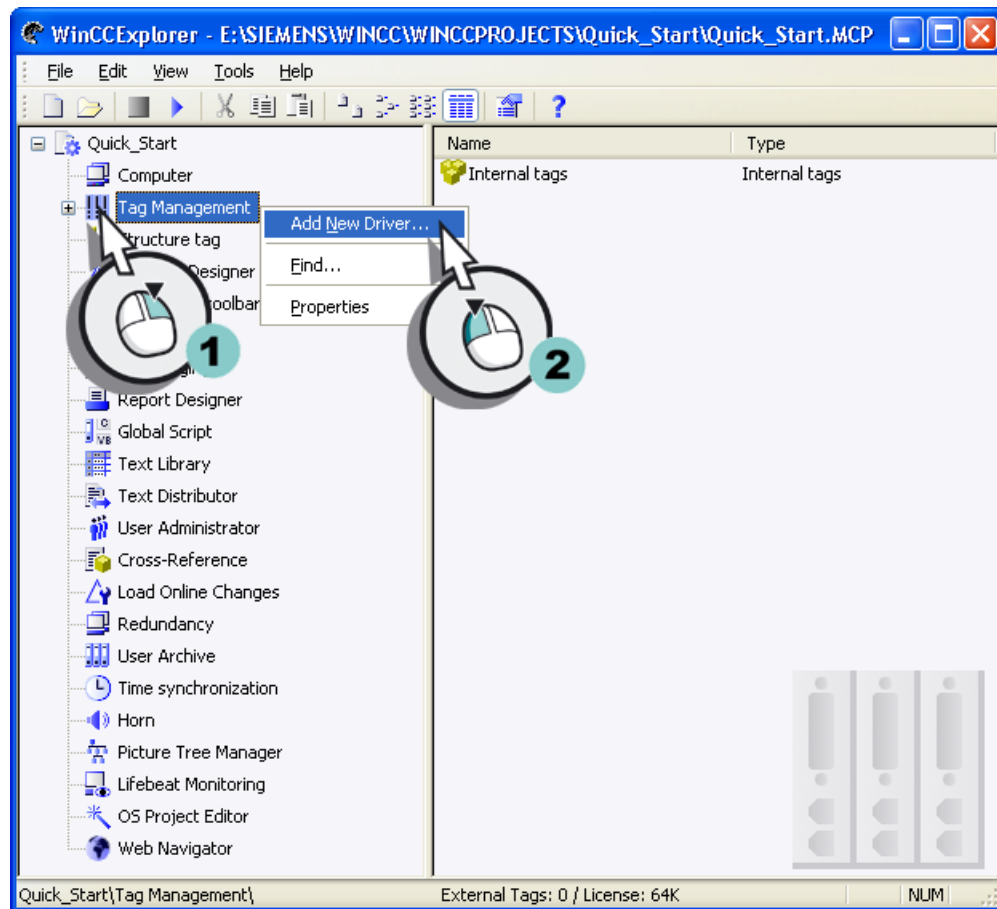 WinCCExplorer - E:\SIEMENS\WINCC\WINCCPROJECTS\Quick_Start\Quick_Start.MCP
File Edit View Tools Help
Quick_Start
Name Type
Computer
Internal tags Internal tags
Tag Management
Add New Driver...
Structure tag
Find...
Designer
Properties
toolbar
1
2
Report Designer
Global Script
Text Library
Text Distributor
User Administrator
Cross-Reference
Load Online Changes
Redundancy
User Archive
Time synchronization
Horn
Picture Tree Manager
Lifebeat Monitoring
OS Project Editor
Web Navigator
Quick_Start\Tag Management\ External Tags: 0 / License: 64K NUM